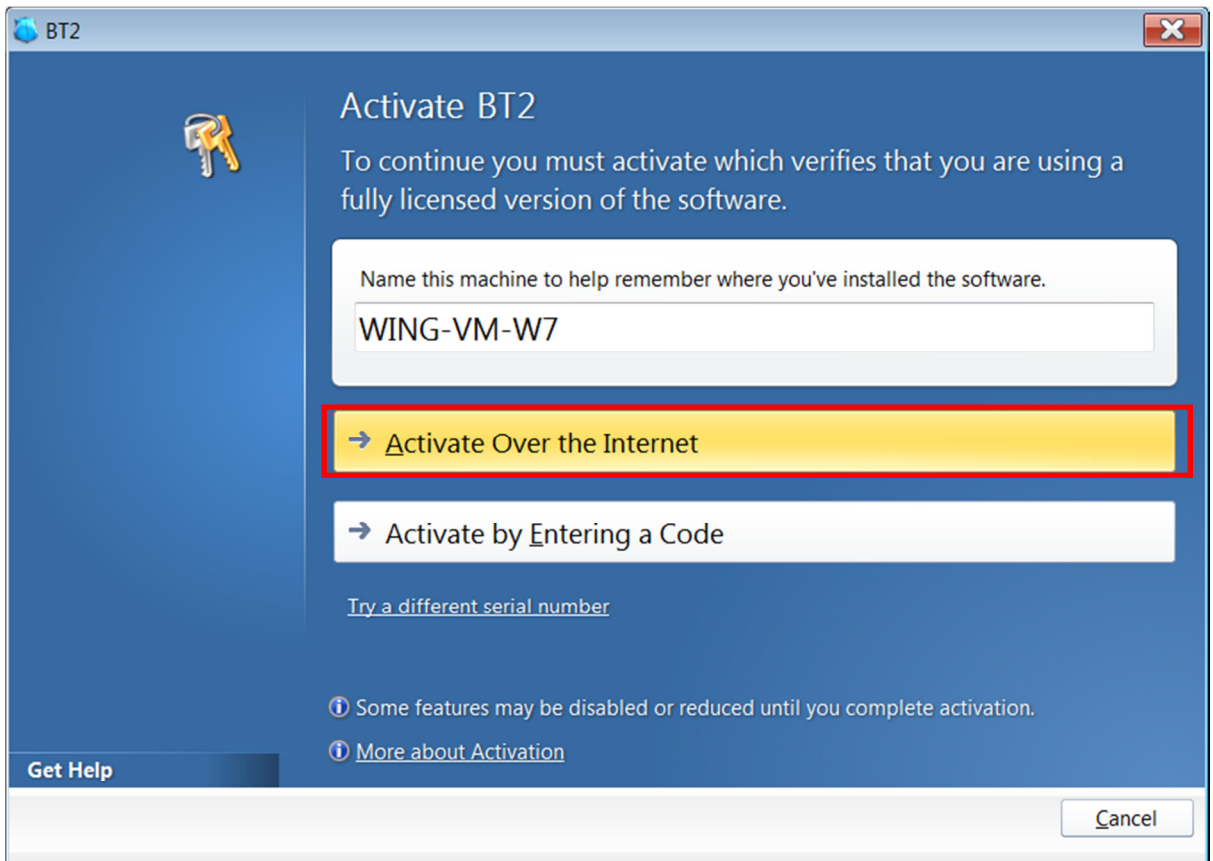 BT2
Activate BT2
To continue you must activate which verifies that you are using a
fully licensed version of the software.
Name this machine to help remember where you've installed the software.
WING-VM-W7
Activate Over the Internet
Activate by Entering a Code
Try a different serial number
Some features may be disabled or reduced until you complete activation.
More about Activation
Get Help
Cancel